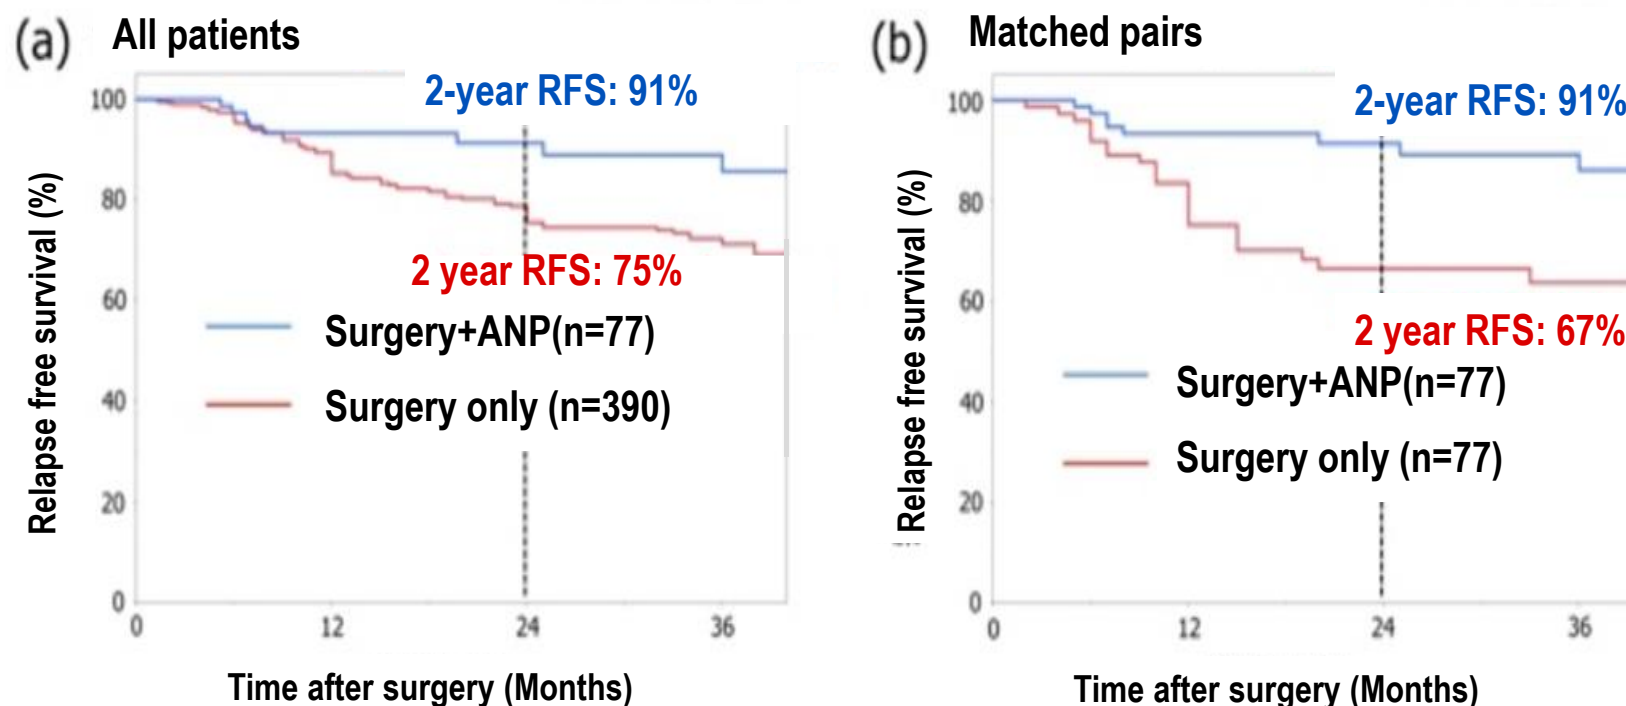 (a) All patients
2-year RFS: 91%
100
80
60
40
20
0
Relapse free survival (%)
2 year RFS: 75%
Surgery+ANP(n=77)
Surgery only (n=390)
0 12 24 36
Time after surgery (Months)
(b) Matched pairs
2-year RFS: 91%
100
80
60
40
20
0
Relapse free survival (%)
2 year RFS: 67%
Surgery+ANP(n=77)
Surgery only (n=77)
0 12 24 36
Time after surgery (Months)